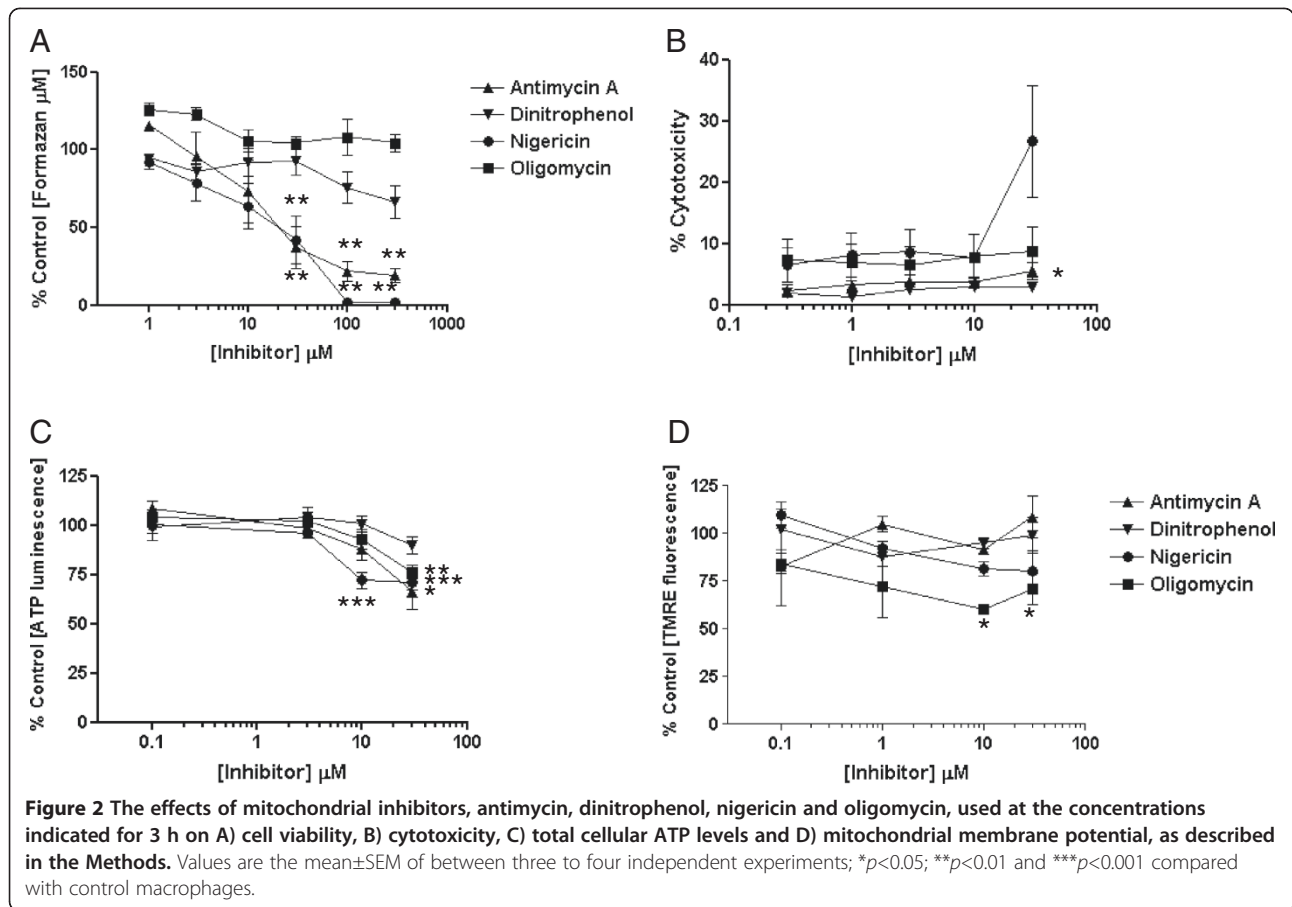 A
150
100
50
0
% Control [Formazan µM]
1
10
100
1000
[Inhibitor] µM
Antimycin A
Dinitrophenol
Nigericin
Oligomycin
**
**
**
**
**
**
B
40
30
20
10
0
% Cytotoxicity
0.1
1
10
100
[Inhibitor] µM
*
C
125
100
75
50
25
0
% Control [ATP luminescence]
0.1
1
10
100
[Inhibitor] µM
***
**
***
*
D
125
100
75
50
25
0
% Control [TMRE fluorescence]
0.1
1
10
100
[Inhibitor] µM
*
*
Antimycin A
Dinitrophenol
Nigericin
Oligomycin
Figure 2 The effects of mitochondrial inhibitors, antimycin, dinitrophenol, nigericin and oligomycin, used at the concentrations
indicated for 3 h on A) cell viability, B) cytotoxicity, C) total cellular ATP levels and D) mitochondrial membrane potential, as described
in the Methods. Values are the mean±SEM of between three to four independent experiments; *p<0.05; **p<0.01 and ***p<0.001 compared
with control macrophages.